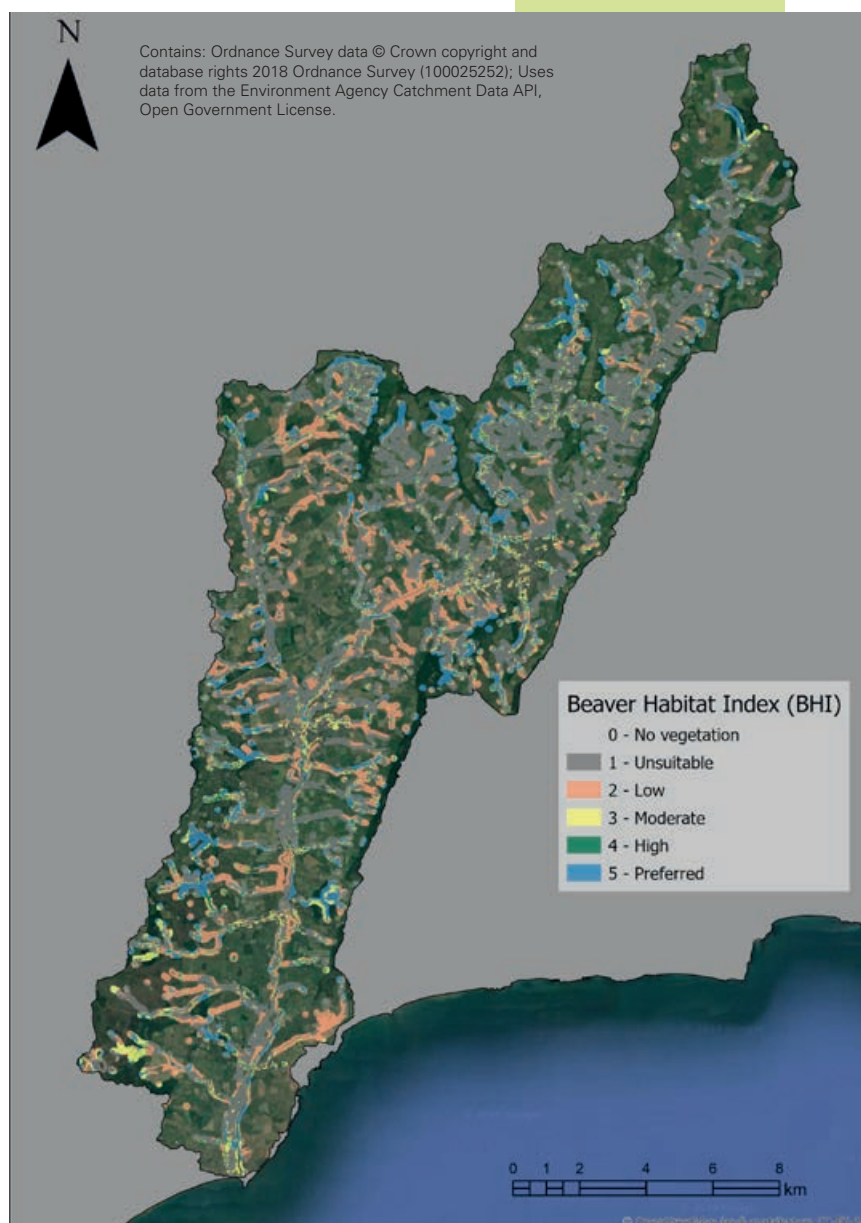 N
Contains: Ordnance Survey data © Crown copyright and
database rights 2018 Ordnance Survey (100025252); Uses
data from the Environment Agency Catchment Data API,
Open Government License.
Beaver Habitat Index (BHI)
0 - No vegetation
1 - Unsuitable
2 - Low
3 - Moderate
4 - High
5 - Preferred
0 1 2 4 6 8
km